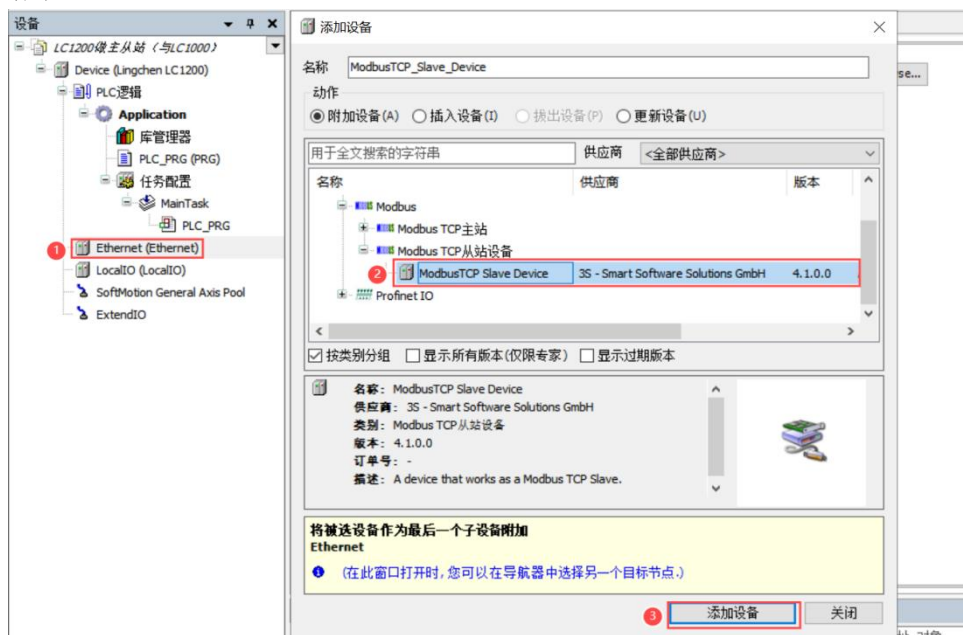 设备
LC1200做主从站（与LC1000）
Device (Lingchen LC1200)
PLC逻辑
Application
库管理器
PLC_PRG (PRG)
任务配置
MainTask
PLC_PRG
1
Ethernet (Ethernet)
LocalIO (LocalIO)
SoftMotion General Axis Pool
ExtendIO
添加设备
名称 ModbusTCP_Slave_Device
动作
附加设备(A) 插入设备(I) 拔出设备(P) 更新设备(U)
用于全文搜索的字符串 供应商 <全部供应商>
名称 供应商 版本
Modbus
Modbus TCP主站
Modbus TCP从站设备
2 ModbusTCP Slave Device 3S - Smart Software Solutions GmbH 4.1.0.0
Profinet IO
按类别分组 显示所有版本(仅限专家) 显示过期版本
名称: ModbusTCP Slave Device
供应商: 3S - Smart Software Solutions GmbH
类别: Modbus TCP从站设备
版本: 4.1.0.0
订单号: -
描述: A device that works as a Modbus TCP Slave.
将被选设备作为最后一个子设备附加
Ethernet
(在此窗口打开时,您可以在导航器中选择另一个目标节点.)
3 添加设备 关闭
se...